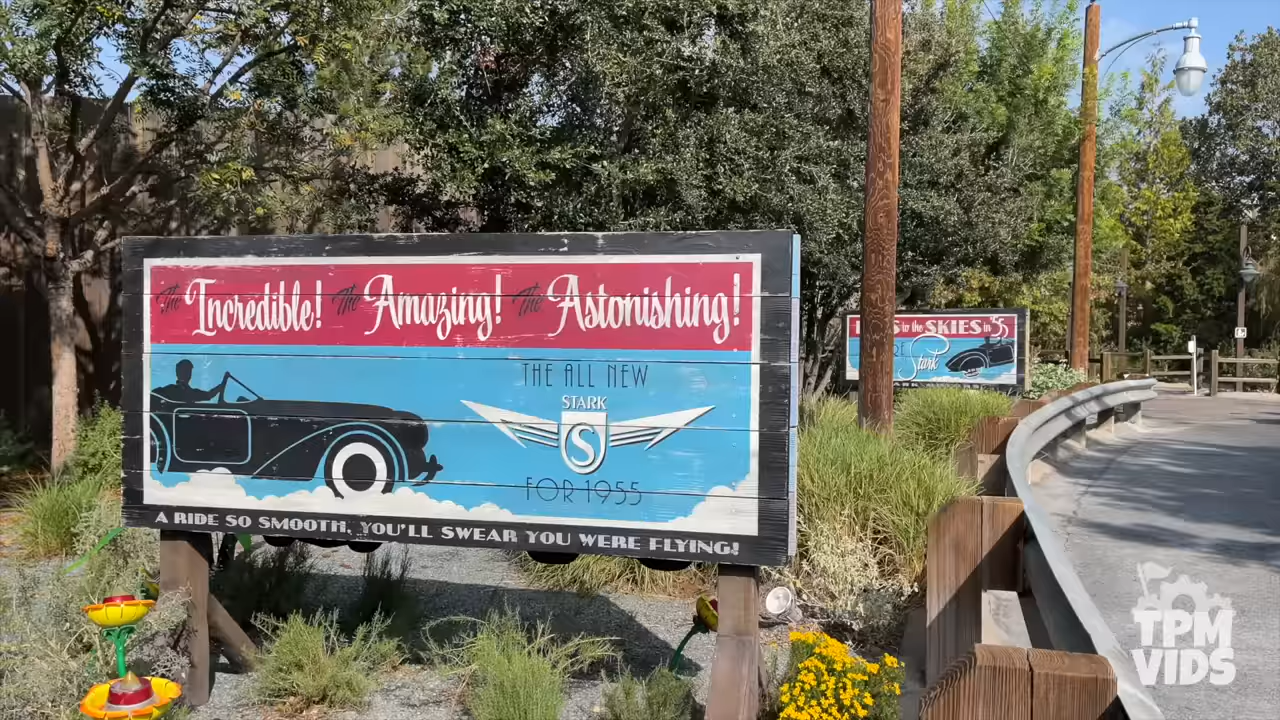 The Incredible! The Amazing! The Astonishing!
THE ALL NEW
STARK
S
FOR 1955
A RIDE SO SMOOTH, YOU'LL SWEAR YOU WERE FLYING!
to the SKIES in '55
Stark
TPM
VIDS